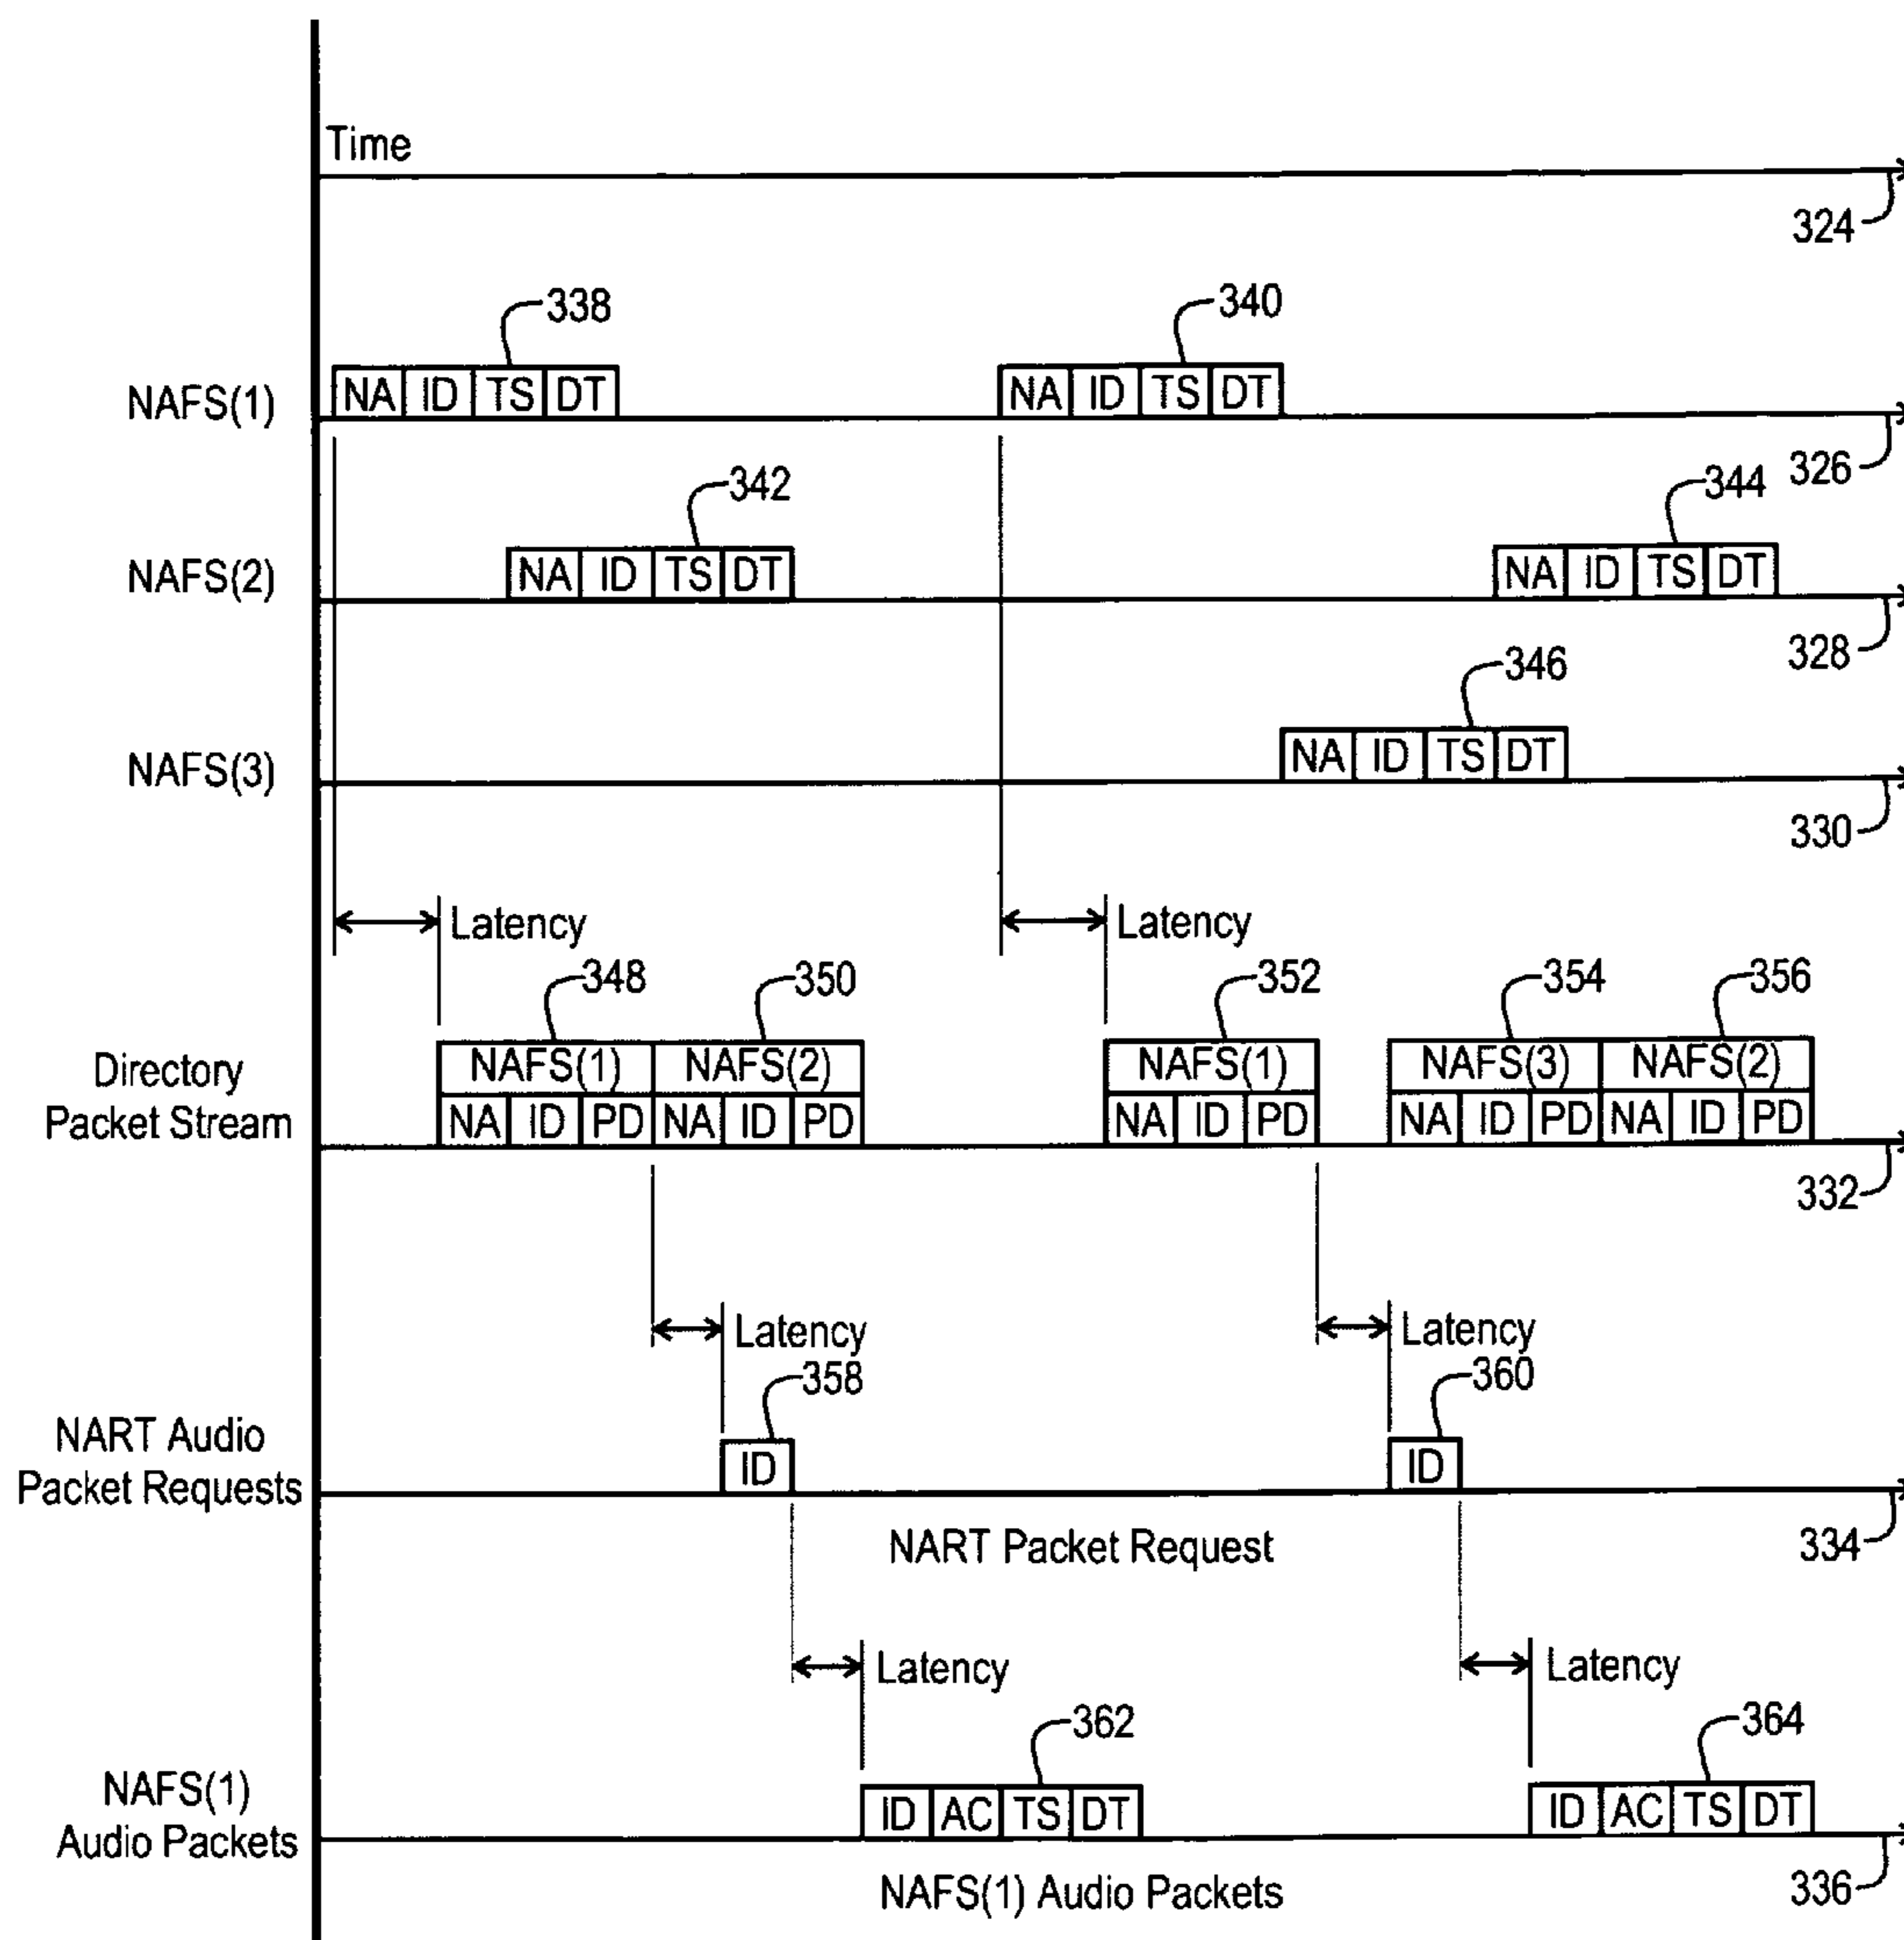 Time
324
338
340
NAFS(1)
NA ID TS DT
NA ID TS DT
326
342
344
NAFS(2)
NA ID TS DT
NA ID TS DT
328
346
NAFS(3)
NA ID TS DT
330
Latency
Latency
348
350
352
354
356
Directory
Packet Stream
NAFS(1)
NAFS(2)
NAFS(1)
NAFS(3)
NAFS(2)
NA ID PD NA ID PD
NA ID PD
NA ID PD NA ID PD
332
Latency
Latency
358
360
NART Audio
Packet Requests
ID
ID
NART Packet Request
334
Latency
Latency
362
364
NAFS(1)
Audio Packets
ID AC TS DT
ID AC TS DT
NAFS(1) Audio Packets
336